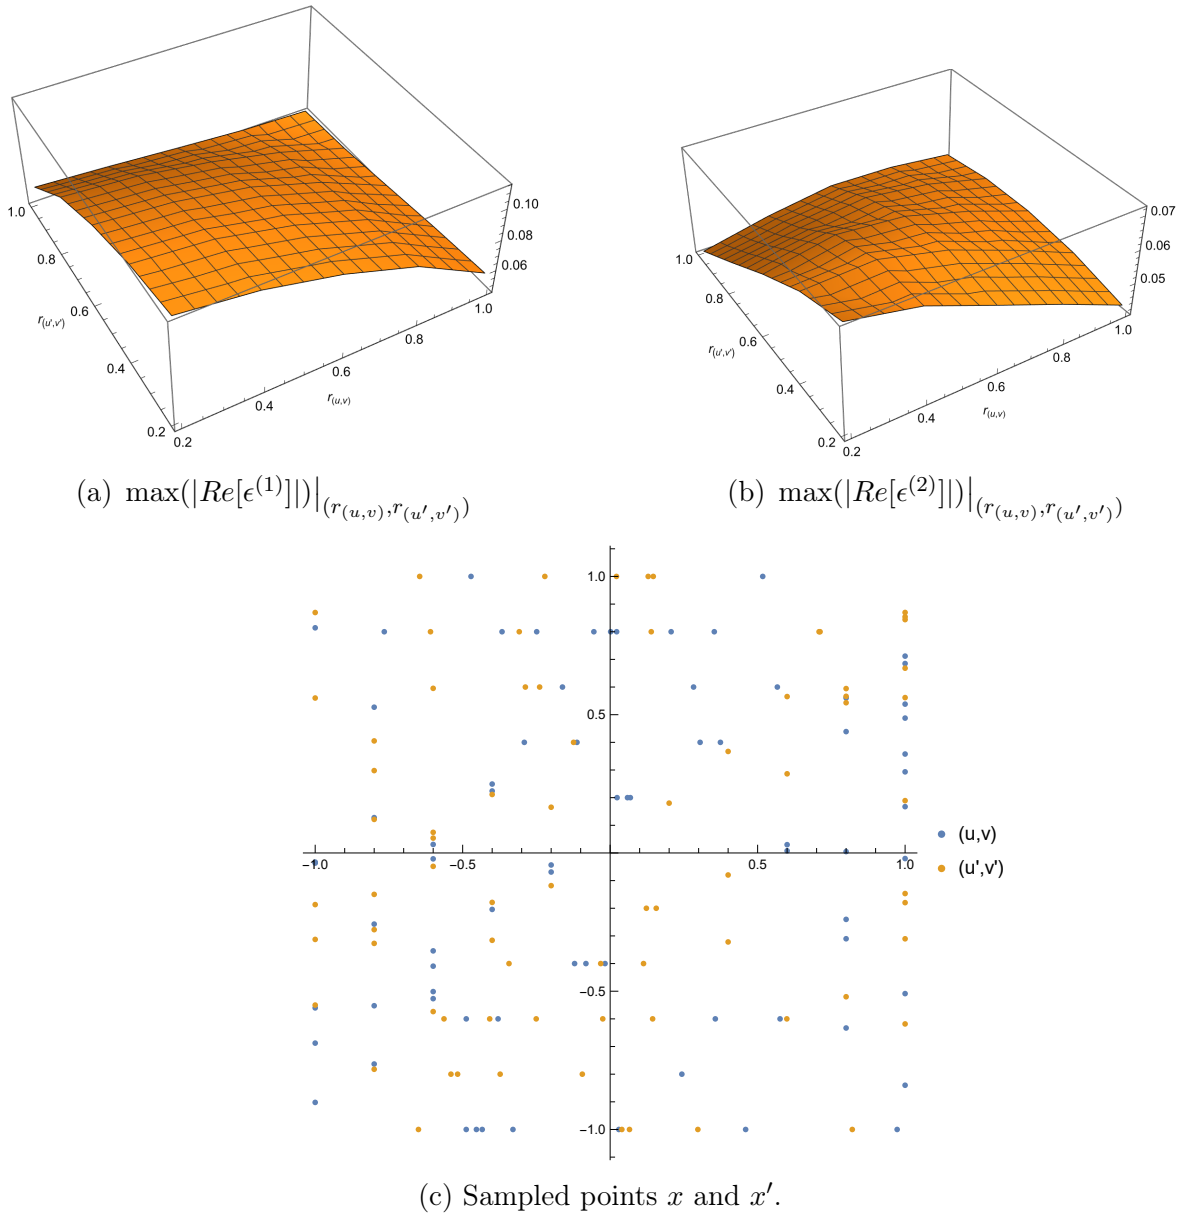 1.0
0.8
r(u',v') 0.6
0.4
0.2
0.2
0.4
0.6
r(u,v)
0.8
1.0
0.10
0.08
0.06
(a) max(|Re[ϵ(1)]|)|(r(u,v),r(u',v'))
1.0
0.8
r(u',v') 0.6
0.4
0.2
0.2
0.4
0.6
r(u,v)
0.8
1.0
0.07
0.06
0.05
(b) max(|Re[ϵ(2)]|)|(r(u,v),r(u',v'))
1.0
0.5
−1.0 −0.5 0.5 1.0
−0.5
−1.0
(u,v)
(u',v')
(c) Sampled points x and x′.